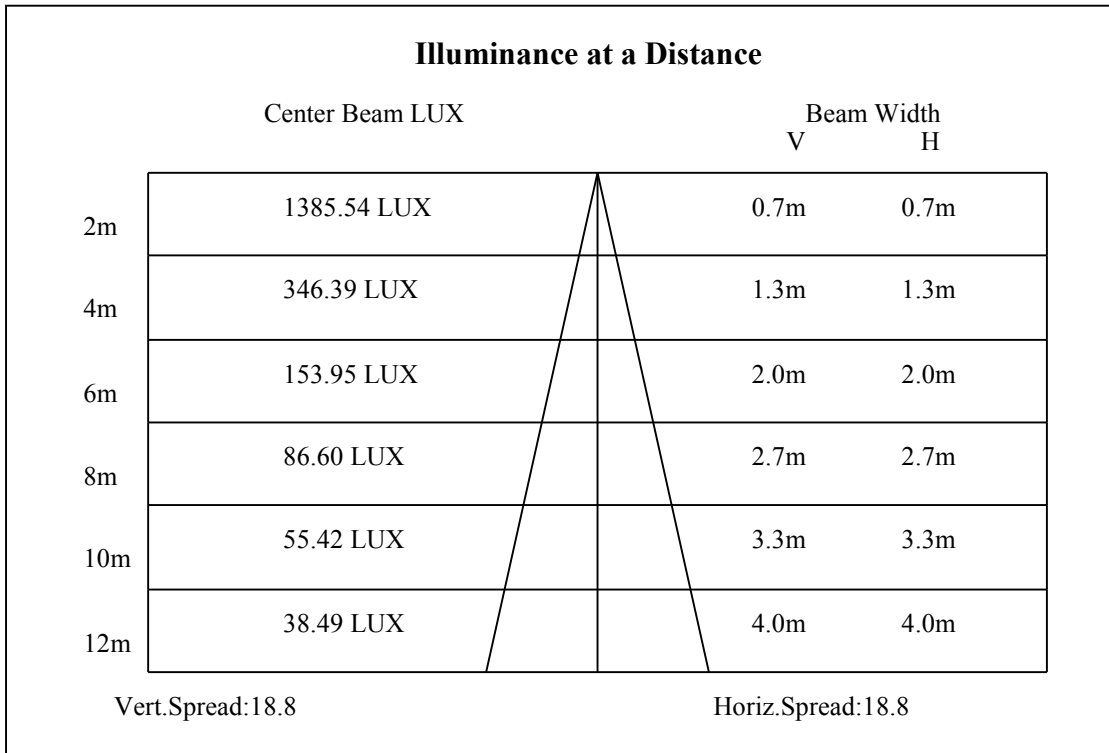 Illuminance at a Distance
Center Beam LUX Beam Width
V H
2m 1385.54 LUX 0.7m 0.7m
4m 346.39 LUX 1.3m 1.3m
6m 153.95 LUX 2.0m 2.0m
8m 86.60 LUX 2.7m 2.7m
10m 55.42 LUX 3.3m 3.3m
12m 38.49 LUX 4.0m 4.0m
Vert.Spread:18.8 Horiz.Spread:18.8